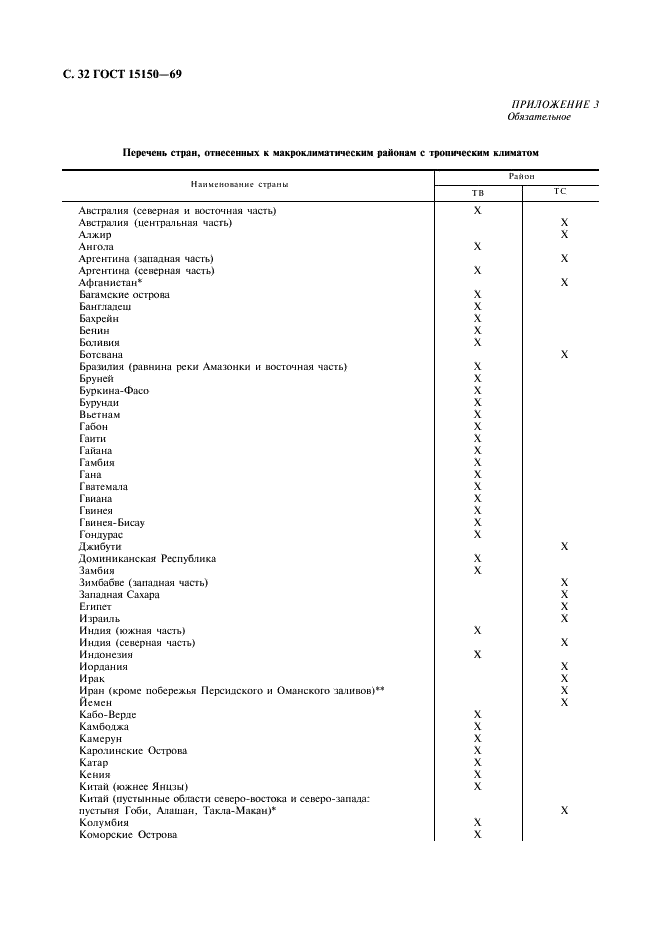 С. 32 ГОСТ 15150—69
ПРИЛОЖЕНИЕ 3
Обязательное
Перечень стран, отнесенных к макроклиматическим районам с тропическим климатом
Наименование страны
Район
ТВ ТС
Австралия (северная и восточная часть) X
Австралия (центральная часть) X
Алжир X
Ангола X
Аргентина (западная часть) X
Аргентина (северная часть) X
Афганистан* X
Багамские острова X
Бангладеш X
Бахрейн X
Бенин X
Боливия X
Ботсвана X
Бразилия (равнина реки Амазонки и восточная часть) X
Бруней X
Буркина-Фасо X
Бурунди X
Вьетнам X
Габон X
Гаити X
Гайана X
Гамбия X
Гана X
Гватемала X
Гвиана X
Гвинея X
Гвинея-Бисау X
Гондурас X
Джибути X
Доминиканская Республика X
Замбия X
Зимбабве (западная часть) X
Западная Сахара X
Египет X
Израиль X
Индия (южная часть) X
Индия (северная часть) X
Индонезия X
Иордания X
Ирак X
Иран (кроме побережья Персидского и Оманского заливов)** X
Йемен X
Кабо-Верде X
Камбоджа X
Камерун X
Каролинские Острова X
Катар X
Кения X
Китай (южнее Янцзы) X
Китай (пустынные области северо-востока и северо-запада:
пустыня Гоби, Алашан, Такла-Макан)* X
Колумбия X
Коморские Острова X